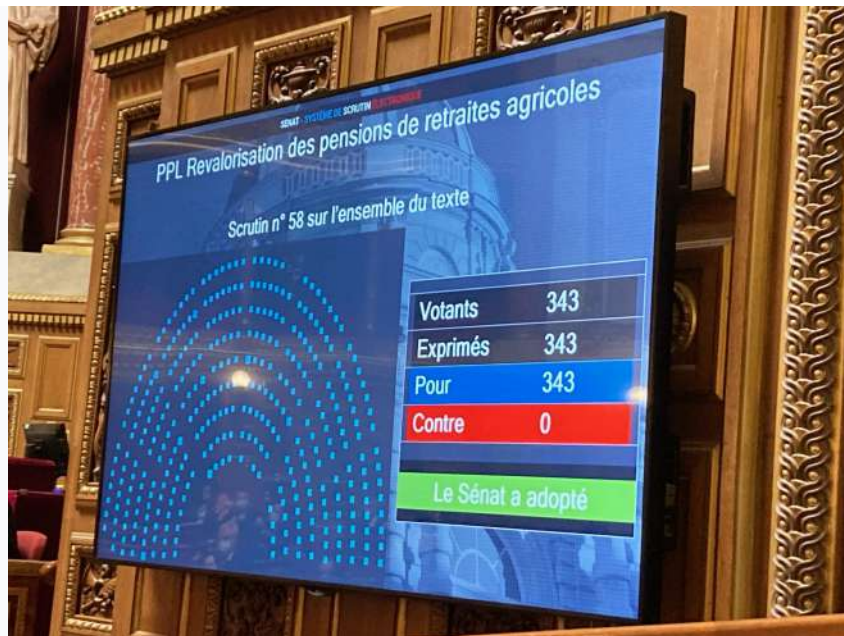 SÉNAT - SYSTÈME DE SCRUTIN ÉLECTRONIQUE
PPL Revalorisation des pensions de retraites agricoles
Scrutin n° 58 sur l'ensemble du texte
Votants 343
Exprimés 343
Pour 343
Contre 0
Le Sénat a adopté